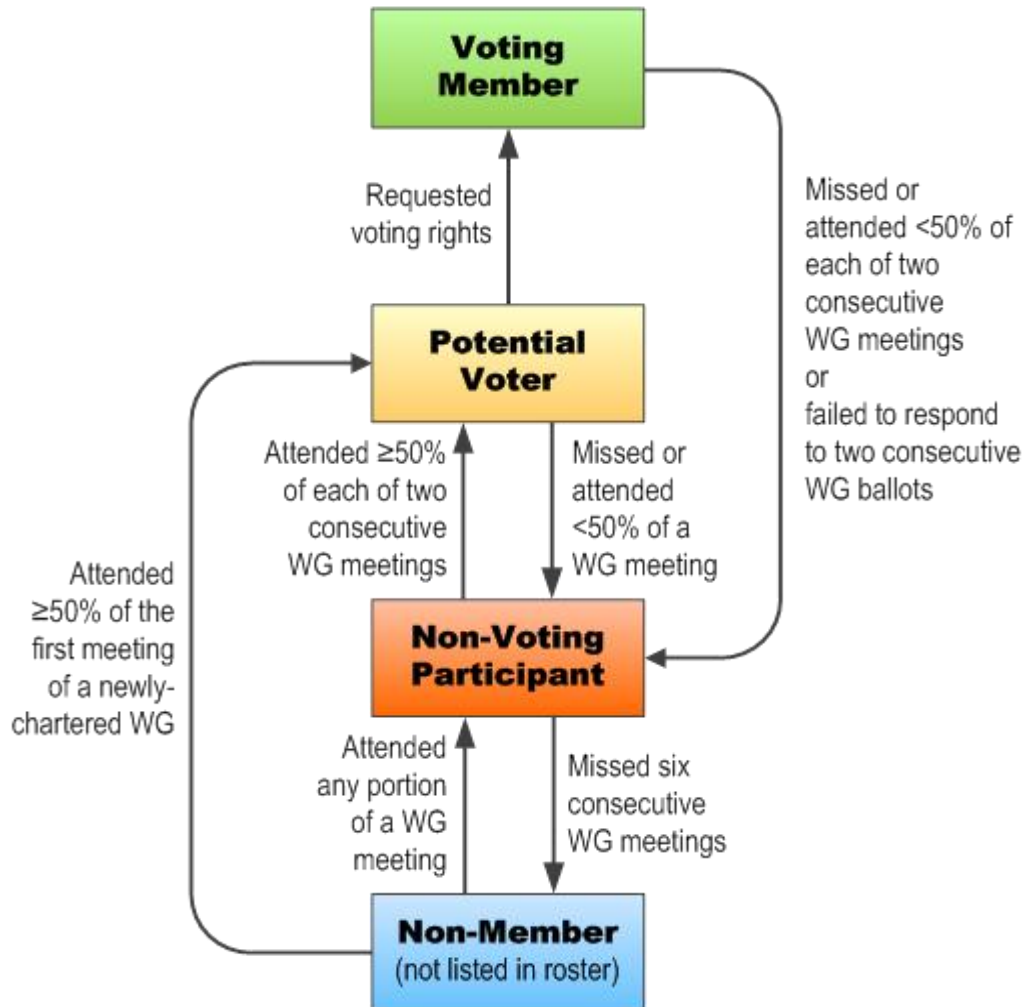 Voting
Member
Requested
voting rights
Missed or
attended <50% of
each of two
consecutive
WG meetings
or
failed to respond
to two consecutive
WG ballots
Potential
Voter
Attended ≥50%
of each of two
consecutive
WG meetings
Missed or
attended
<50% of a
WG meeting
Attended
≥50% of the
first meeting
of a newly-
chartered WG
Non-Voting
Participant
Attended
any portion
of a WG
meeting
Missed six
consecutive
WG meetings
Non-Member
(not listed in roster)